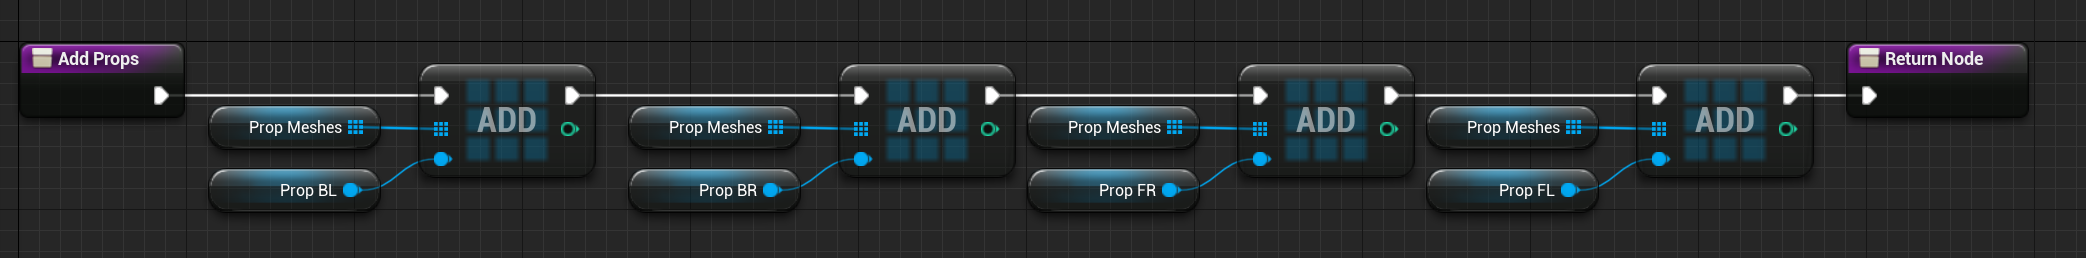 Add Props
Prop Meshes
Prop BL
ADD
Prop Meshes
Prop BR
ADD
Prop Meshes
Prop FR
ADD
Prop Meshes
Prop FL
ADD
Return Node